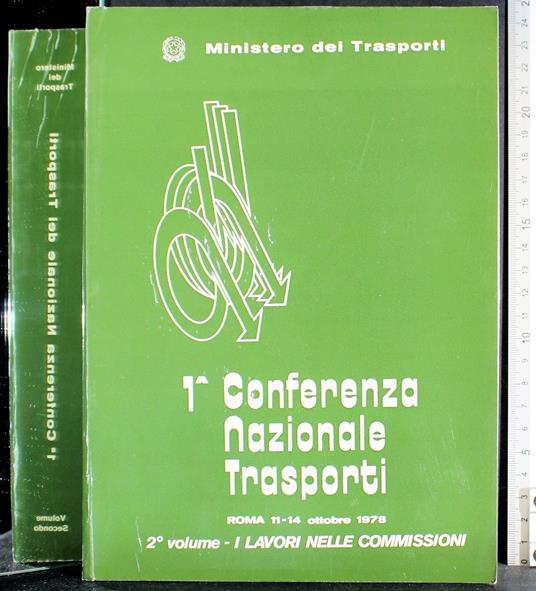 Ministero dei Trasporti
1ª Conferenza
Nazionale
Trasporti
ROMA 11-14 ottobre 1978
2° volume - I LAVORI NELLE COMMISSIONI
Ministero
dei
Trasporti
1ª Conferenza Nazionale dei Trasporti
Volume
Secondo